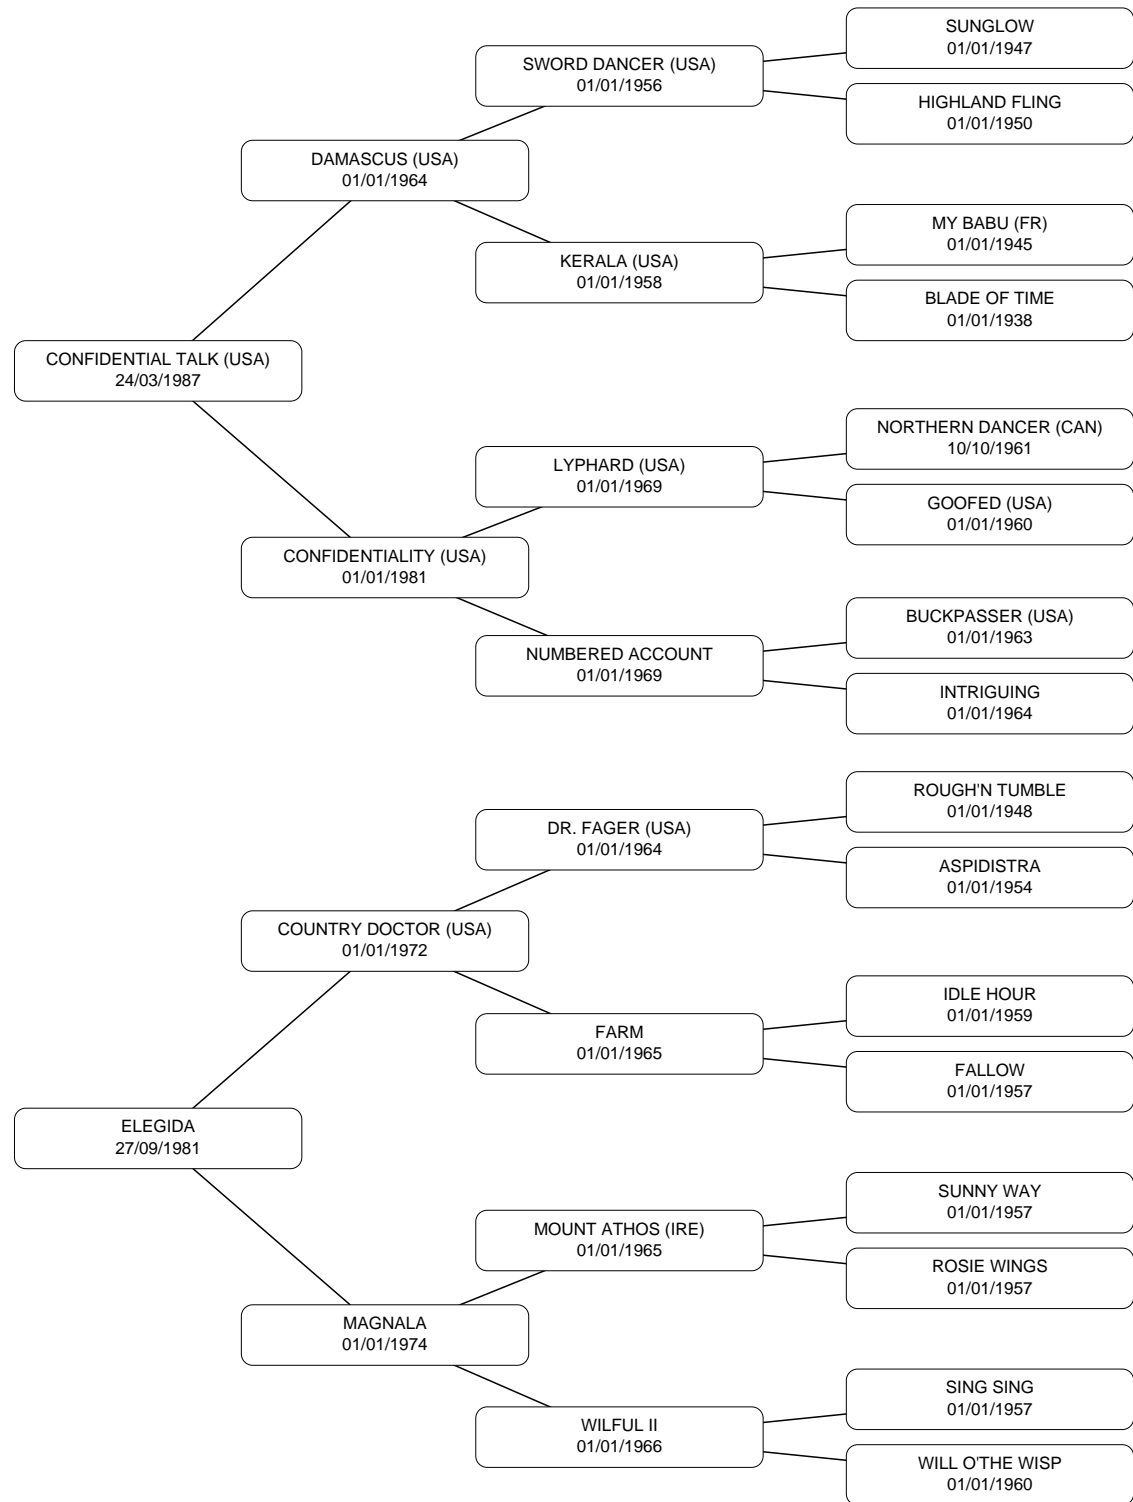 SUNGLOW
01/01/1947
SWORD DANCER (USA)
01/01/1956
HIGHLAND FLING
01/01/1950
DAMASCUS (USA)
01/01/1964
MY BABU (FR)
01/01/1945
KERALA (USA)
01/01/1958
BLADE OF TIME
01/01/1938
CONFIDENTIAL TALK (USA)
24/03/1987
NORTHERN DANCER (CAN)
10/10/1961
LYPHARD (USA)
01/01/1969
GOOFED (USA)
01/01/1960
CONFIDENTIALITY (USA)
01/01/1981
BUCKPASSER (USA)
01/01/1963
NUMBERED ACCOUNT
01/01/1969
INTRIGUING
01/01/1964
ROUGH'N TUMBLE
01/01/1948
DR. FAGER (USA)
01/01/1964
ASPIDISTRA
01/01/1954
COUNTRY DOCTOR (USA)
01/01/1972
IDLE HOUR
01/01/1959
FARM
01/01/1965
FALLOW
01/01/1957
ELEGIDA
27/09/1981
SUNNY WAY
01/01/1957
MOUNT ATHOS (IRE)
01/01/1965
ROSIE WINGS
01/01/1957
MAGNALA
01/01/1974
SING SING
01/01/1957
WILFUL II
01/01/1966
WILL O'THE WISP
01/01/1960